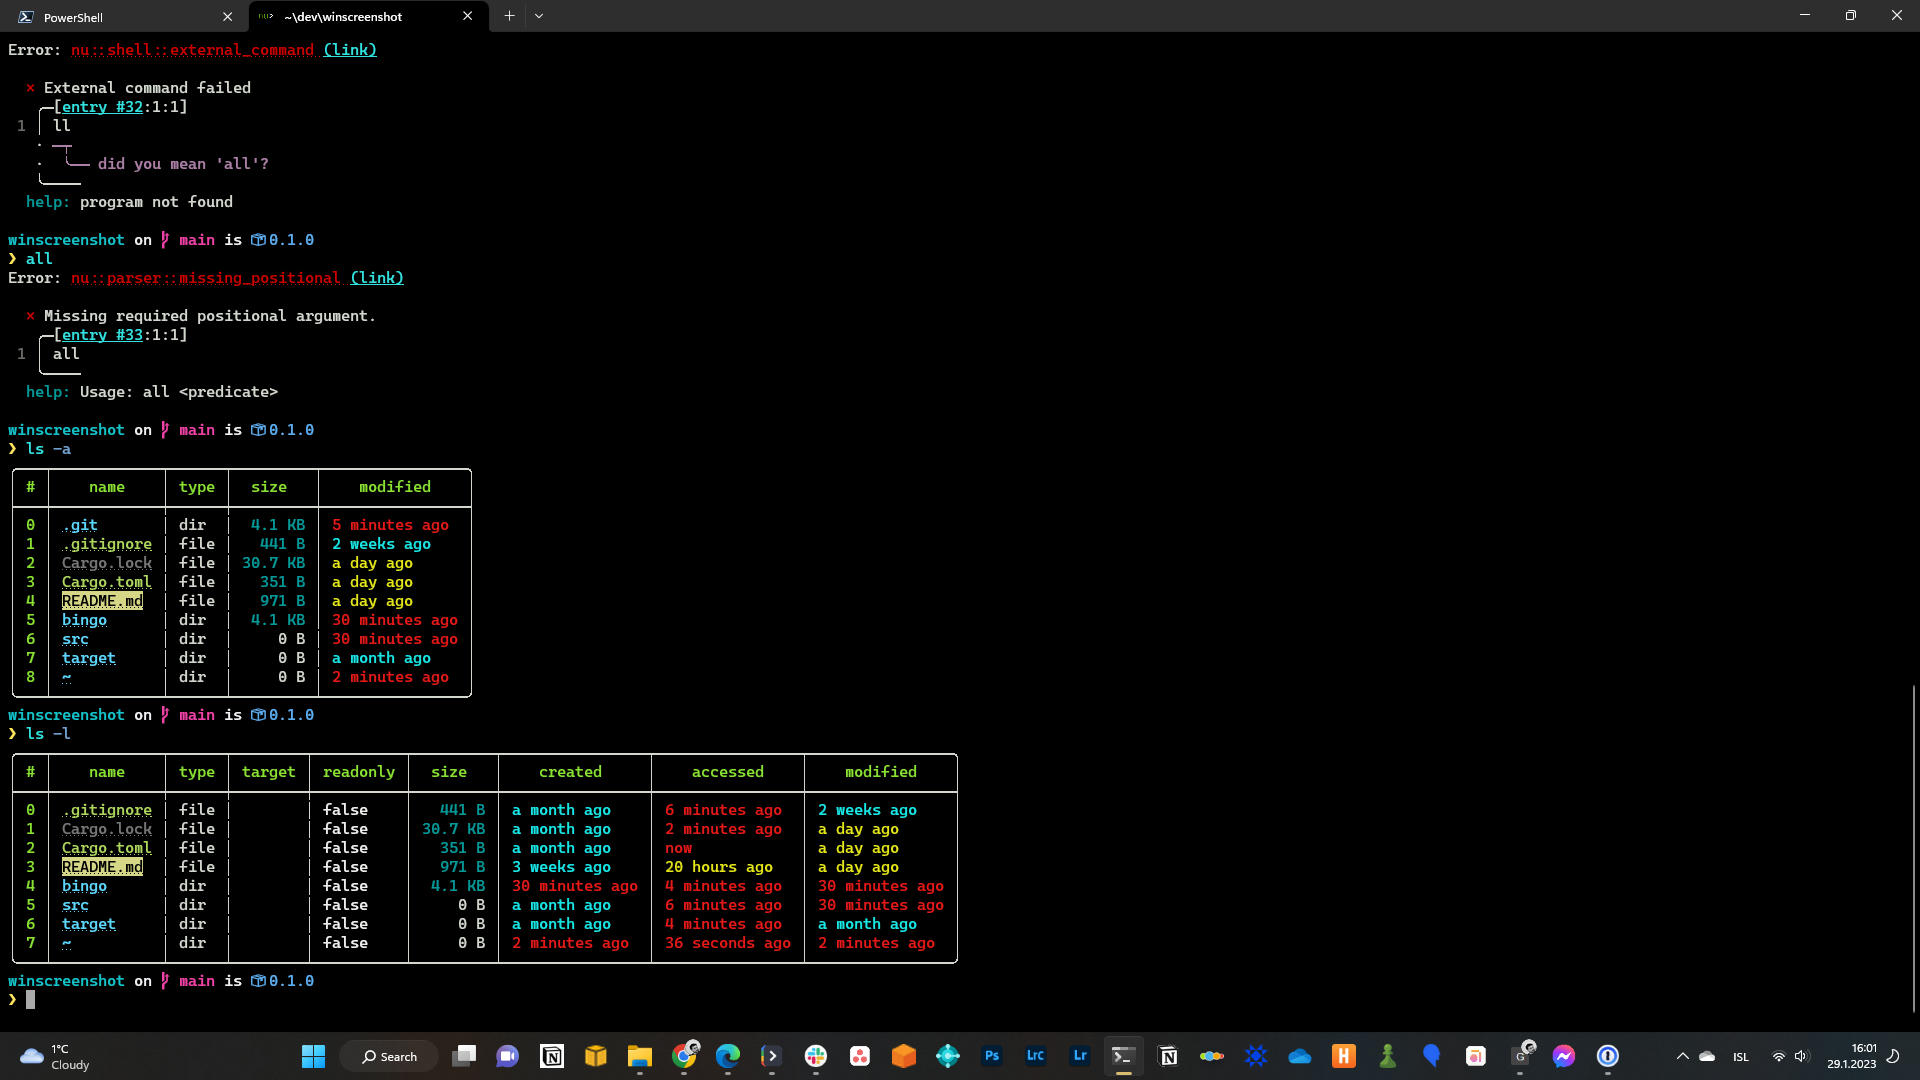 PowerShell
nu> ~\dev\winscreenshot
Error: nu::shell::external_command (link)
× External command failed
[entry #32:1:1]
1 ll
did you mean 'all'?
help: program not found
winscreenshot on main is 0.1.0
❯ all
Error: nu::parser::missing_positional (link)
× Missing required positional argument.
[entry #33:1:1]
1 all
help: Usage: all <predicate>
winscreenshot on main is 0.1.0
❯ ls -a
# name type size modified
0 .git dir 4.1 KB 5 minutes ago
1 .gitignore file 441 B 2 weeks ago
2 Cargo.lock file 30.7 KB a day ago
3 Cargo.toml file 351 B a day ago
4 README.md file 971 B a day ago
5 bingo dir 4.1 KB 30 minutes ago
6 src dir 0 B 30 minutes ago
7 target dir 0 B a month ago
8 ~ dir 0 B 2 minutes ago
winscreenshot on main is 0.1.0
❯ ls -l
# name type target readonly size created accessed modified
0 .gitignore file false 441 B a month ago 6 minutes ago 2 weeks ago
1 Cargo.lock file false 30.7 KB a month ago 2 minutes ago a day ago
2 Cargo.toml file false 351 B a month ago now a day ago
3 README.md file false 971 B 3 weeks ago 20 hours ago a day ago
4 bingo dir false 4.1 KB 30 minutes ago 4 minutes ago 30 minutes ago
5 src dir false 0 B a month ago 6 minutes ago 30 minutes ago
6 target dir false 0 B a month ago 4 minutes ago a month ago
7 ~ dir false 0 B 2 minutes ago 36 seconds ago 2 minutes ago
winscreenshot on main is 0.1.0
❯
1°C
Cloudy
Search
Ps
LrC
Lr
H
G
ISL
16:01
29.1.2023